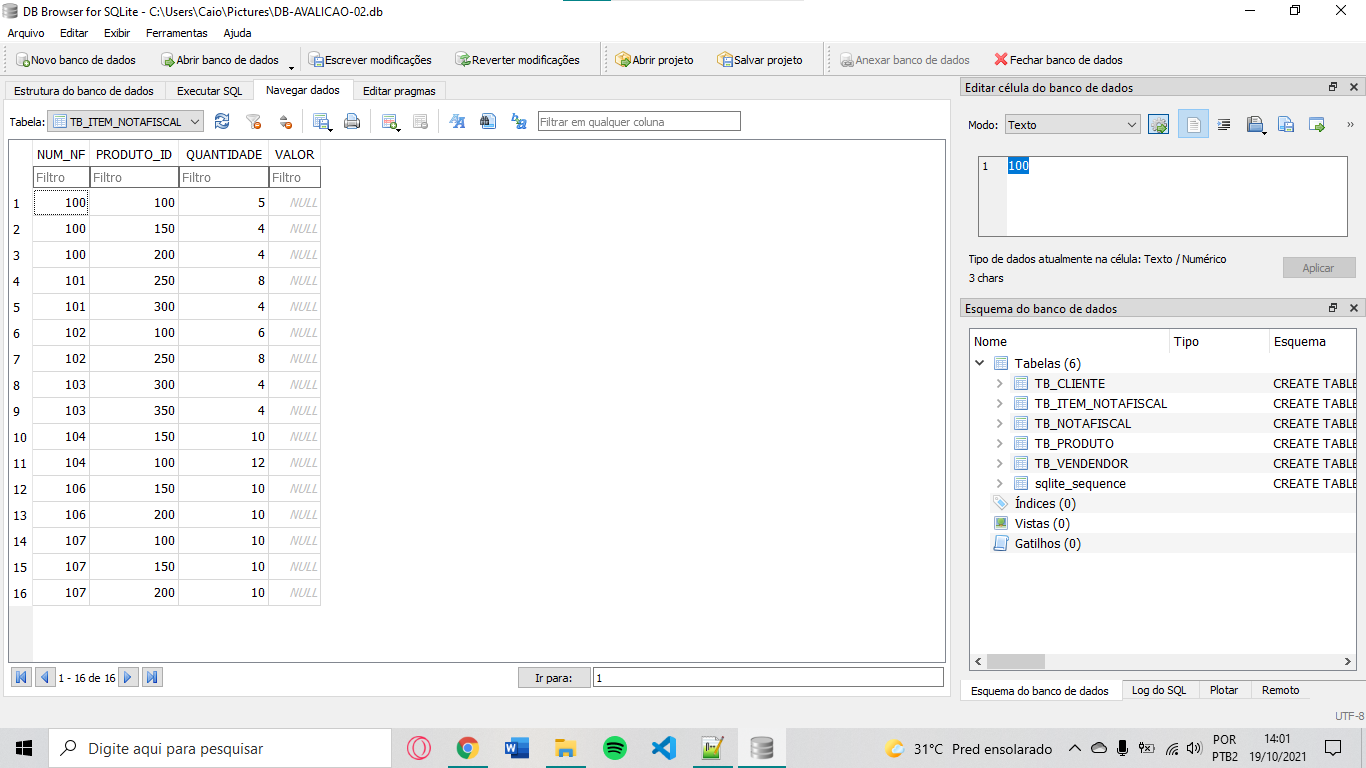 DB Browser for SQLite - C:\Users\Caio\Pictures\DB-AVALICAO-02.db
Arquivo Editar Exibir Ferramentas Ajuda
Novo banco de dados Abrir banco de dados Escrever modificações Reverter modificações Abrir projeto Salvar projeto Anexar banco de dados Fechar banco de dados
Estrutura do banco de dados Executar SQL Navegar dados Editar pragmas
Tabela: TB_ITEM_NOTAFISCAL Filtrar em qualquer coluna
NUM_NF PRODUTO_ID QUANTIDADE VALOR
Filtro Filtro Filtro Filtro
1 100 100 5 NULL
2 100 150 4 NULL
3 100 200 4 NULL
4 101 250 8 NULL
5 101 300 4 NULL
6 102 100 6 NULL
7 102 250 8 NULL
8 103 300 4 NULL
9 103 350 4 NULL
10 104 150 10 NULL
11 104 100 12 NULL
12 106 150 10 NULL
13 106 200 10 NULL
14 107 100 10 NULL
15 107 150 10 NULL
16 107 200 10 NULL
1 - 16 de 16 Ir para: 1
Editar célula do banco de dados
Modo: Texto
1 100
Tipo de dados atualmente na célula: Texto / Numérico
3 chars
Aplicar
Esquema do banco de dados
Nome Tipo Esquema
Tabelas (6)
TB_CLIENTE CREATE TABLE
TB_ITEM_NOTAFISCAL CREATE TABLE
TB_NOTAFISCAL CREATE TABLE
TB_PRODUTO CREATE TABLE
TB_VENDENDOR CREATE TABLE
sqlite_sequence CREATE TABLE
Índices (0)
Vistas (0)
Gatilhos (0)
Esquema do banco de dados Log do SQL Plotar Remoto
UTF-8
Digite aqui para pesquisar
31°C Pred ensolarado
POR
PTB2
14:01
19/10/2021